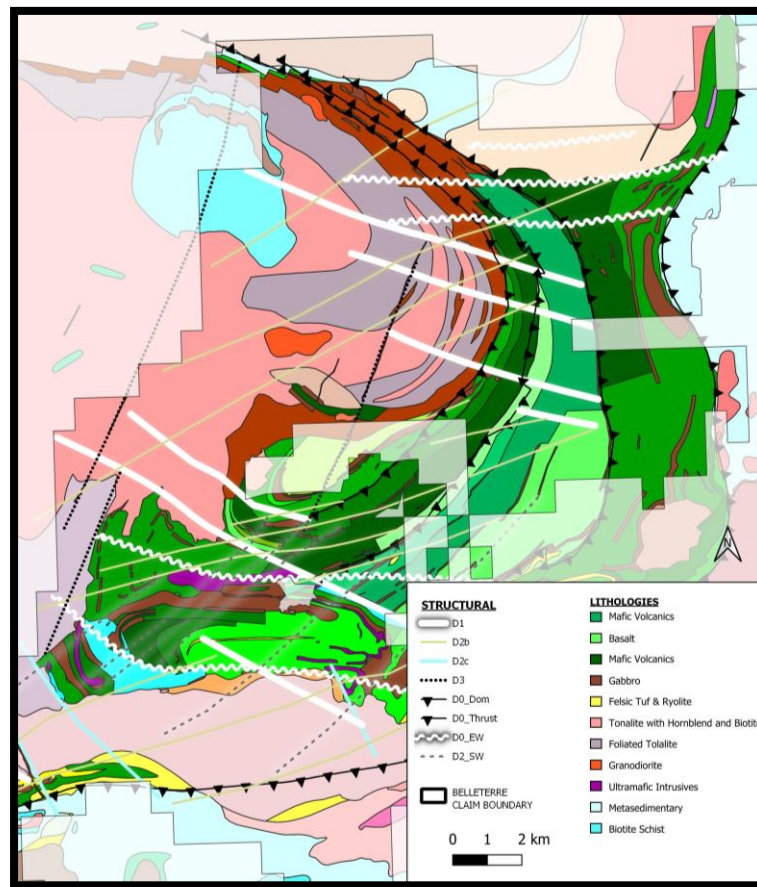 N
STRUCTURAL
D1
D2b
D2c
D3
D0_Dom
D0_Thrust
D0_EW
D2_SW
BELLETERRE
CLAIM BOUNDARY
0 1 2 km
LITHOLOGIES
Mafic Volcanics
Basalt
Mafic Volcanics
Gabbro
Felsic Tuf & Ryolite
Tonalite with Hornblend and Biotite
Foliated Tolalite
Granodiorite
Ultramafic Intrusives
Metasedimentary
Biotite Schist